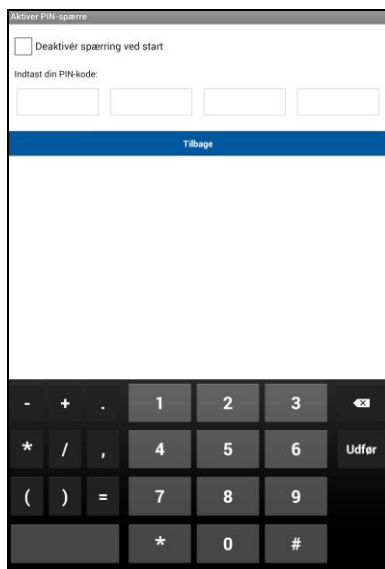 Aktiver PIN-spærre
Deaktivér spærring ved start
Indtast din PIN-kode:
Tilbage
- + . 1 2 3
* / , 4 5 6 Udfør
( ) = 7 8 9
* 0 #